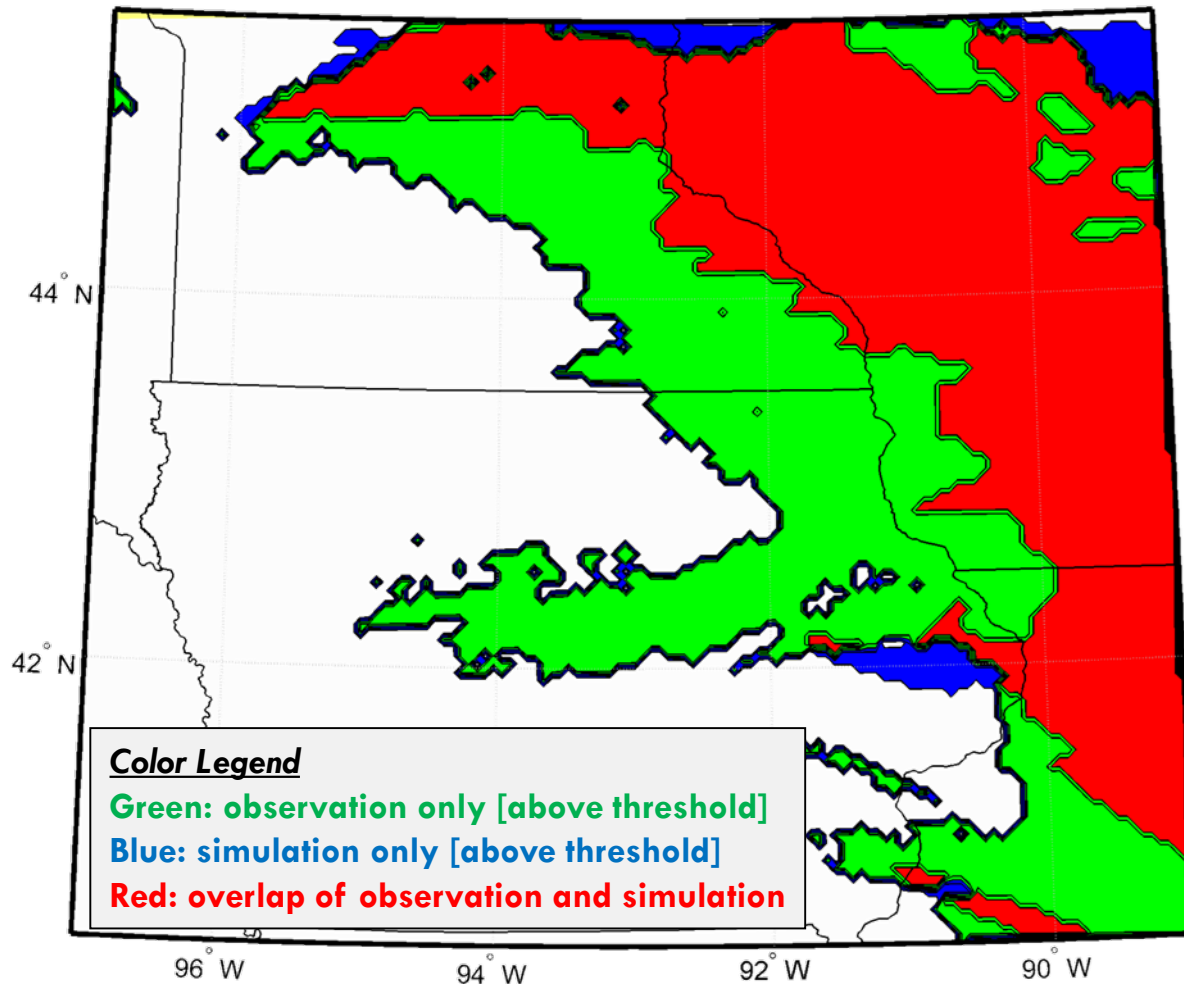 44° N
42° N
Color Legend
Green: observation only [above threshold]
Blue: simulation only [above threshold]
Red: overlap of observation and simulation
96° W
94° W
92° W
90° W